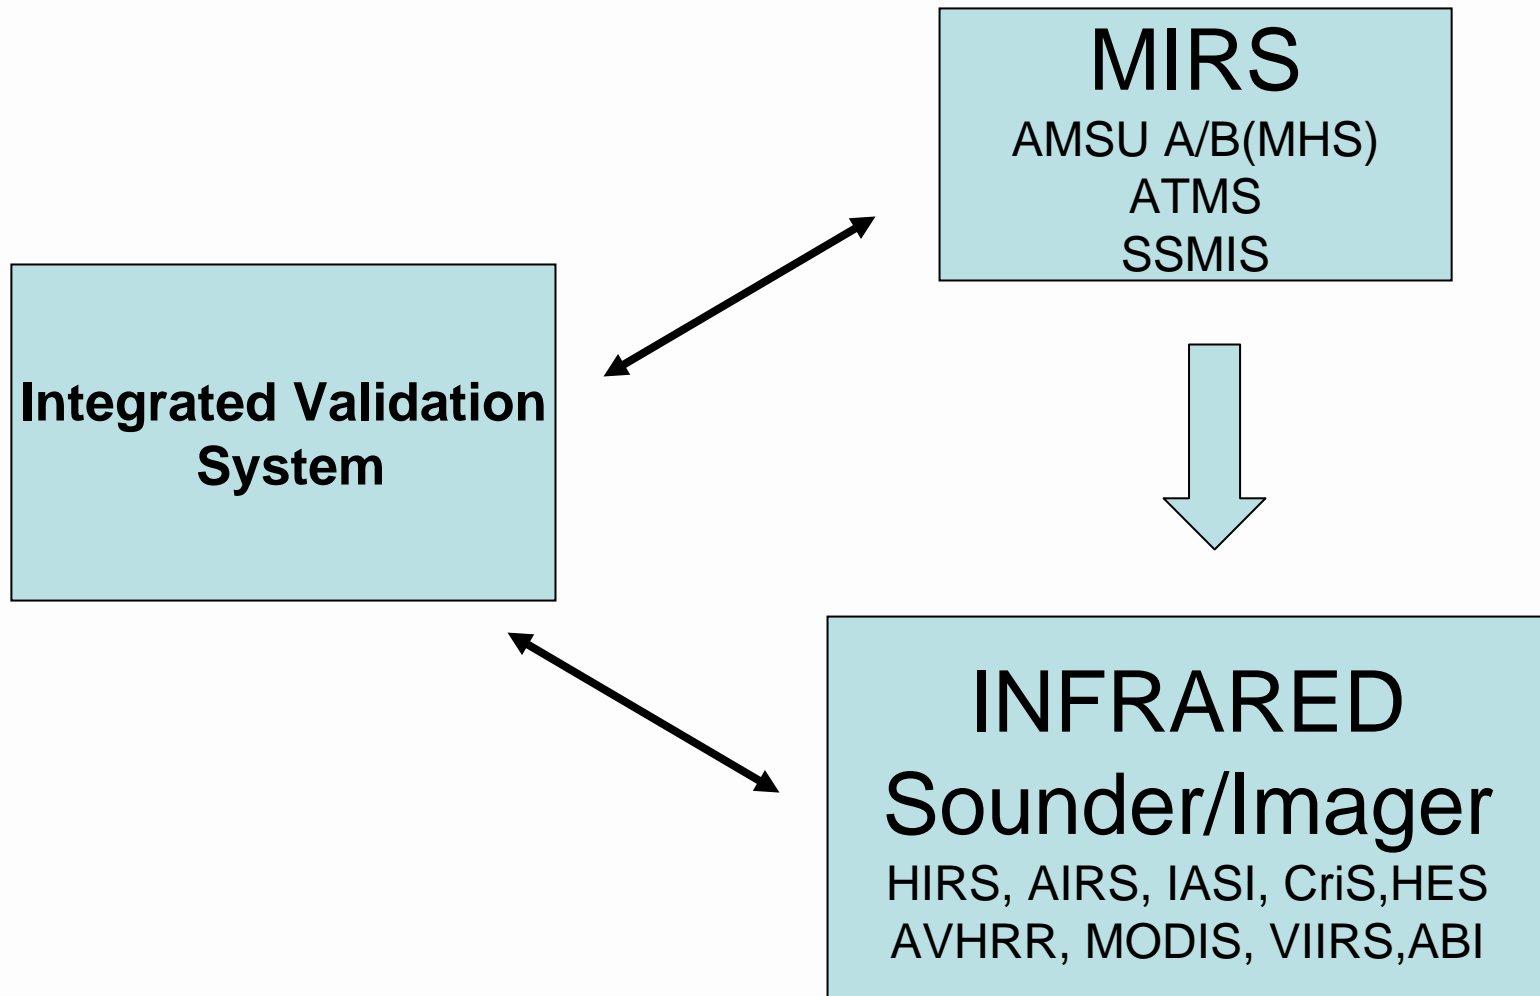 MIRS
AMSU A/B(MHS)
ATMS
SSMIS
Integrated Validation
System
INFRARED
Sounder/Imager
HIRS, AIRS, IASI, CriS,HES
AVHRR, MODIS, VIIRS,ABI